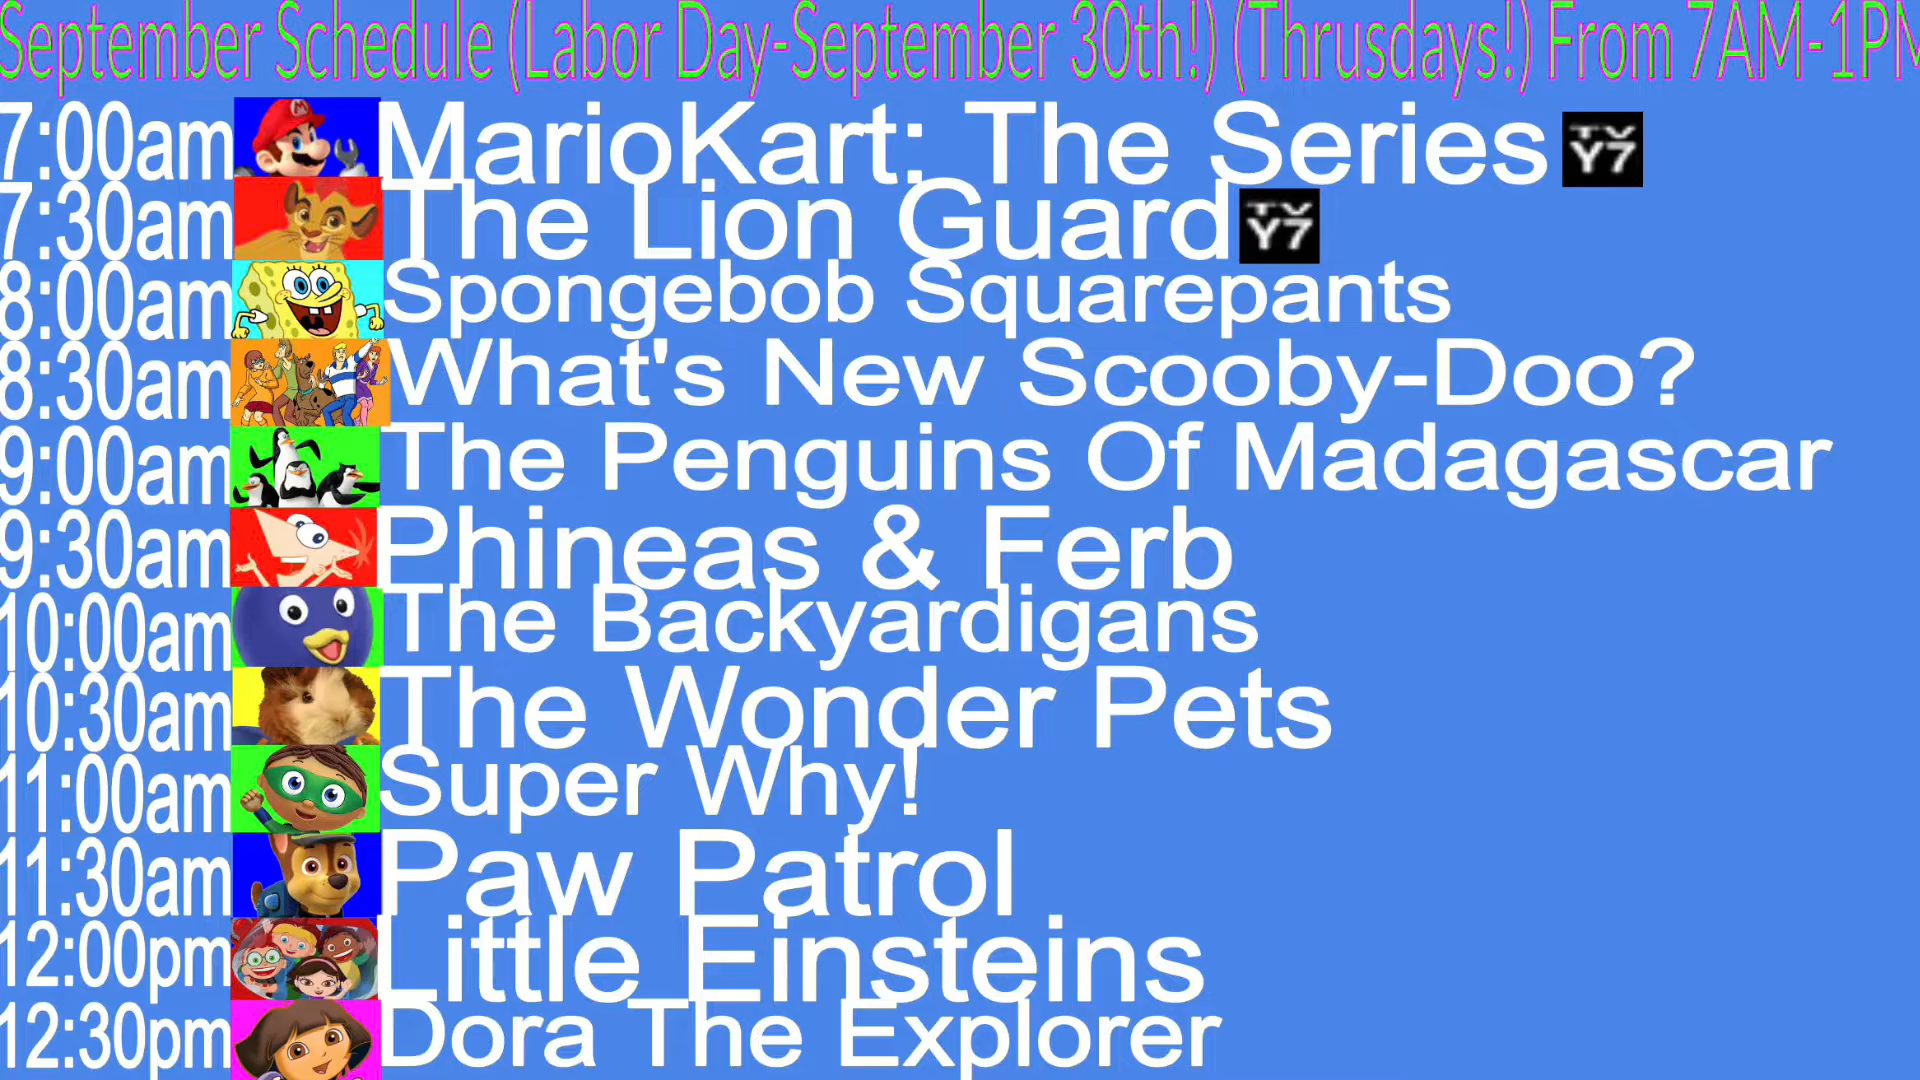 September Schedule (Labor Day-September 30th!) (Thrusdays!) From 7AM-1PM
7:00am MarioKart: The Series TV Y7
7:30am The Lion Guard TV Y7
8:00am Spongebob Squarepants
8:30am What's New Scooby-Doo?
9:00am The Penguins Of Madagascar
9:30am Phineas & Ferb
10:00am The Backyardigans
10:30am The Wonder Pets
11:00am Super Why!
11:30am Paw Patrol
12:00pm Little Einsteins
12:30pm Dora The Explorer